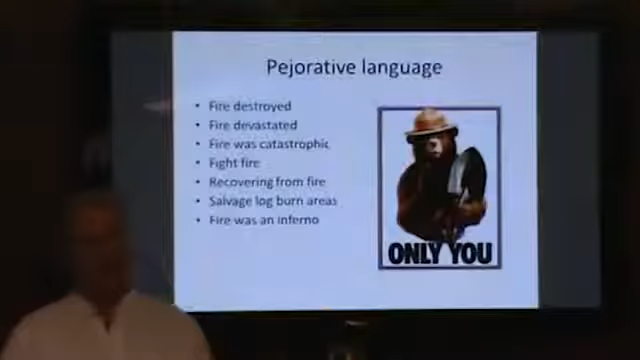 Pejorative language
• Fire destroyed
• Fire devastated
• Fire was catastrophic
• Fight fire
• Recovering from fire
• Salvage log burn areas
• Fire was an inferno
ONLY YOU